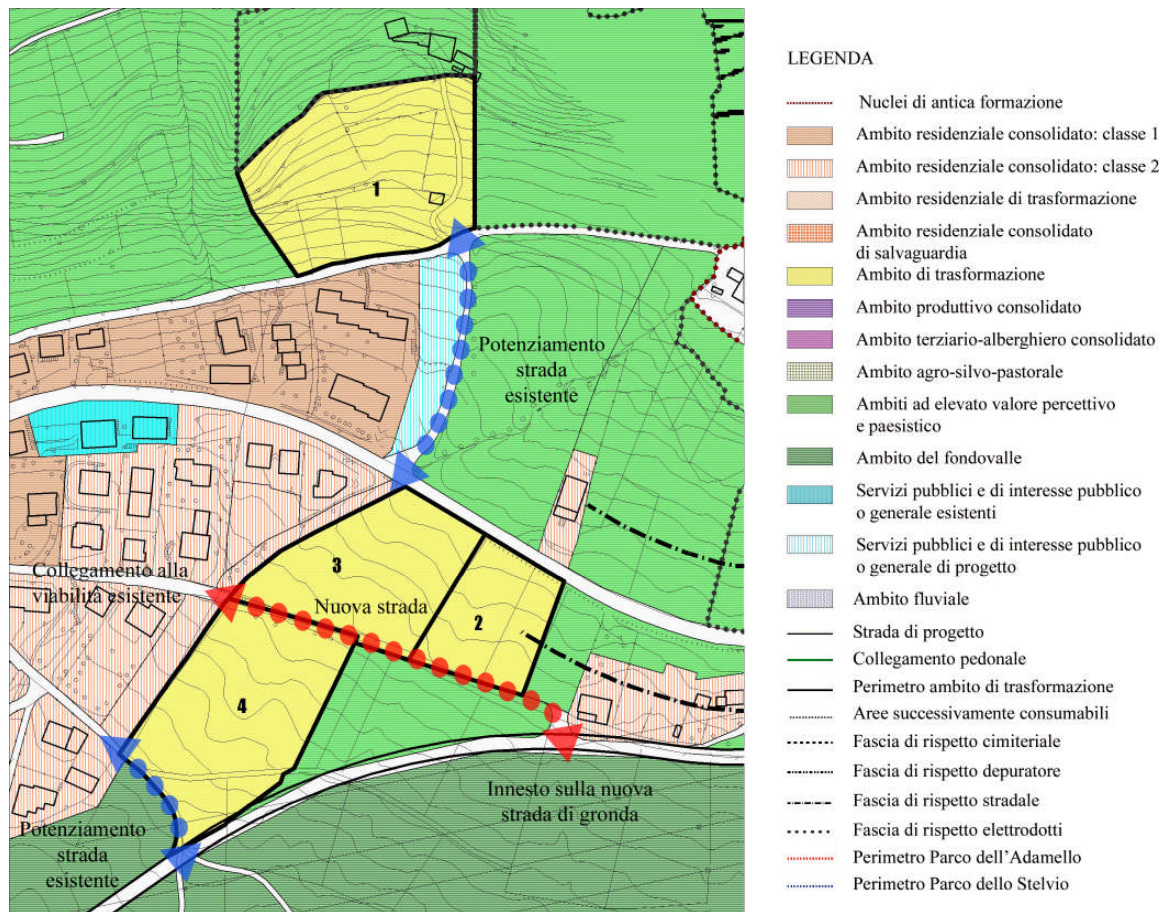 1
Potenziamento
strada
esistente
3
Collegamento alla
viabilità esistente
Nuova strada
2
4
Innesto sulla nuova
strada di gronda
Potenziamento
strada
esistente
LEGENDA
Nuclei di antica formazione
Ambito residenziale consolidato: classe 1
Ambito residenziale consolidato: classe 2
Ambito residenziale di trasformazione
Ambito residenziale consolidato
di salvaguardia
Ambito di trasformazione
Ambito produttivo consolidato
Ambito terziario-alberghiero consolidato
Ambito agro-silvo-pastorale
Ambiti ad elevato valore percettivo
e paesistico
Ambito del fondovalle
Servizi pubblici e di interesse pubblico
o generale esistenti
Servizi pubblici e di interesse pubblico
o generale di progetto
Ambito fluviale
Strada di progetto
Collegamento pedonale
Perimetro ambito di trasformazione
Aree successivamente consumabili
Fascia di rispetto cimiteriale
Fascia di rispetto depuratore
Fascia di rispetto stradale
Fascia di rispetto elettrodotti
Perimetro Parco dell'Adamello
Perimetro Parco dello Stelvio